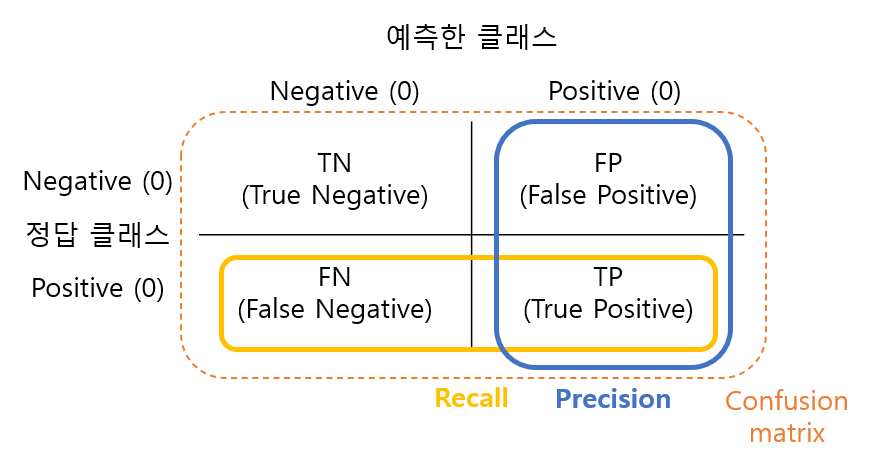 예측한 클래스
Negative (0)
Positive (0)
Negative (0)
TN
(True Negative)
FP
(False Positive)
정답 클래스
Positive (0)
FN
(False Negative)
TP
(True Positive)
Recall
Precision
Confusion
matrix